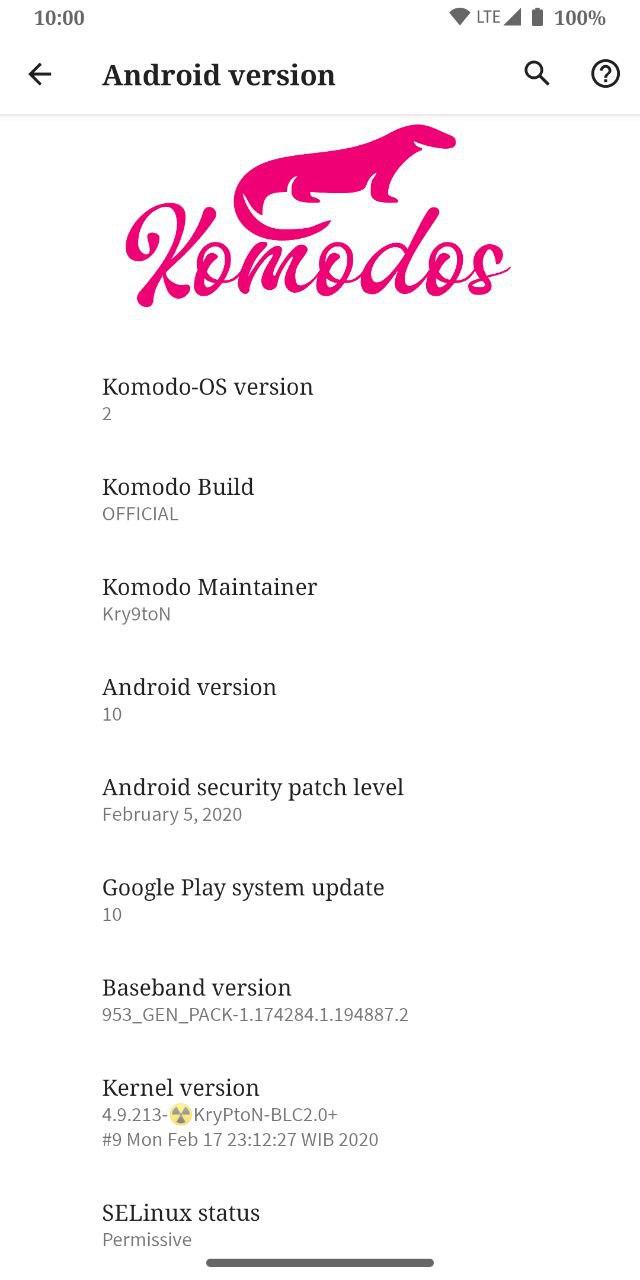 10:00
LTE
100%
Android version
Komodos
Komodo-OS version
2
Komodo Build
OFFICIAL
Komodo Maintainer
Kry9toN
Android version
10
Android security patch level
February 5, 2020
Google Play system update
10
Baseband version
953_GEN_PACK-1.174284.1.194887.2
Kernel version
4.9.213-☢️KryPtoN-BLC2.0+
#9 Mon Feb 17 23:12:27 WIB 2020
SELinux status
Permissive